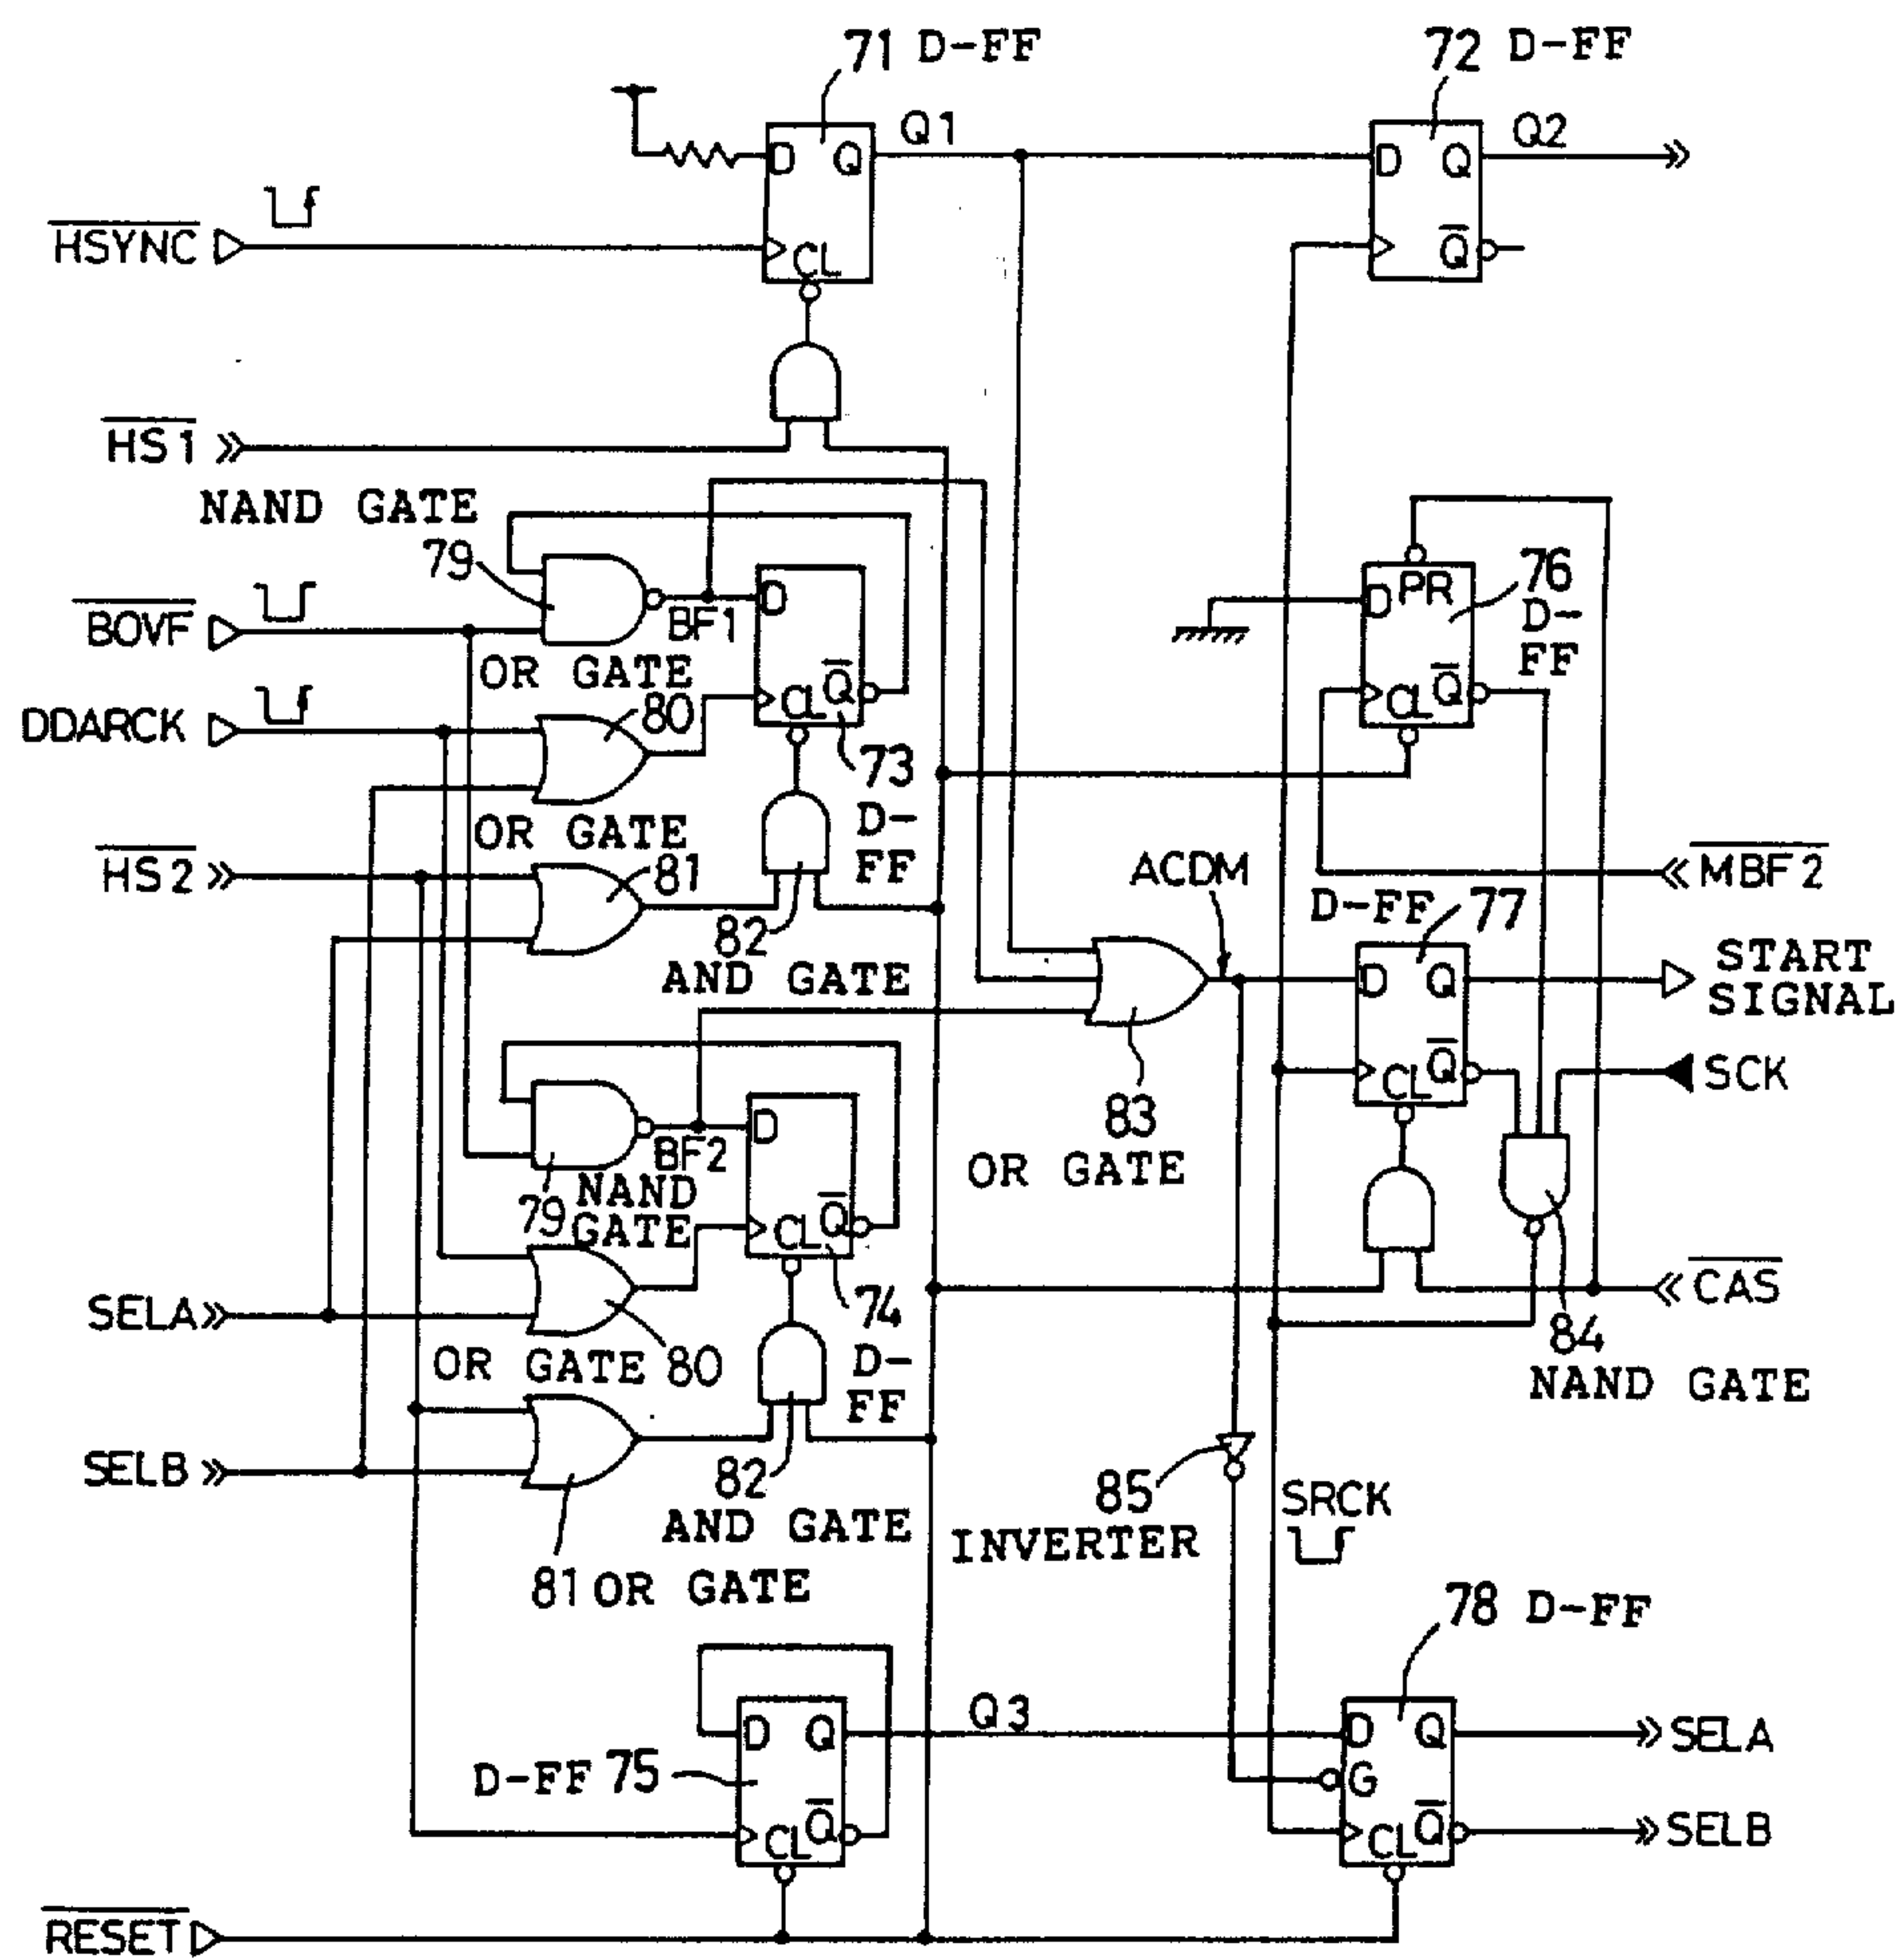 71 D-FF
72 D-FF
Q1
Q2
D Q
D Q
HSYNC
CL
Q
HS1
NAND GATE
79
76
D-
FF
PR
D
D
BOVF
BF1
OR GATE
CL Q
CL Q
80
DDARCK
73
D-
FF
OR GATE
HS2
81
ACDM
MBF2
D-FF 77
82
AND GATE
D Q
START
SIGNAL
SCK
CL Q
83
OR GATE
D
BF2
79 NAND
GATE
CL Q
74
D-
FF
CAS
84
NAND GATE
SELA
OR GATE 80
SELB
82
AND GATE
85
INVERTER
SRCK
81 OR GATE
78 D-FF
Q3
D Q
D Q
SELA
G
D-FF 75
CL Q
CL Q
SELB
RESET